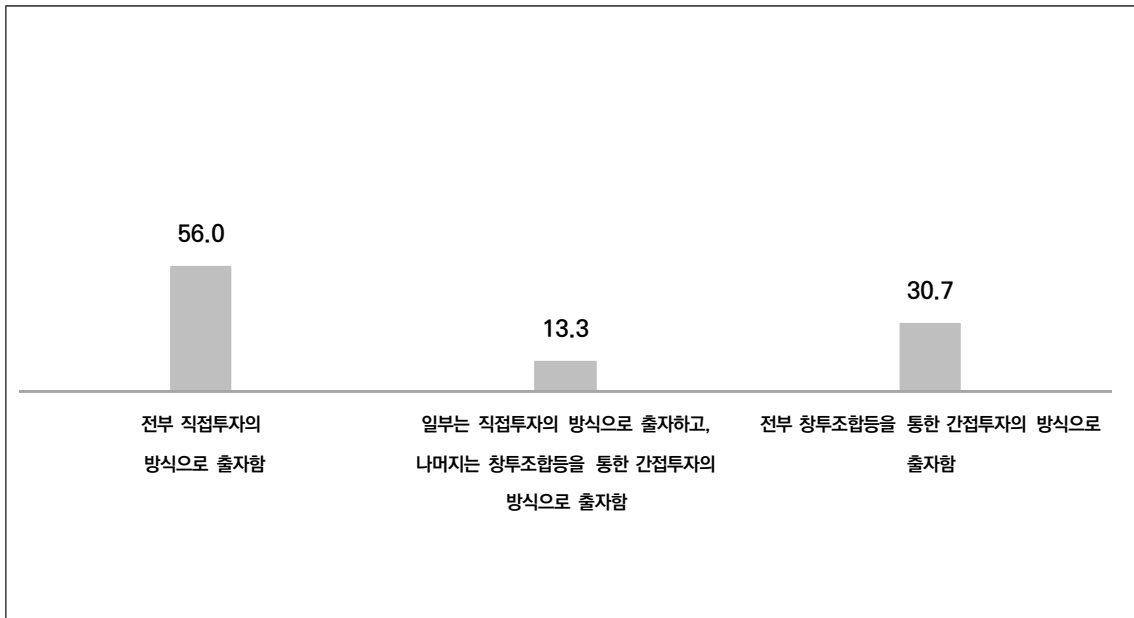 56.0
13.3
30.7
전부 직접투자의
방식으로 출자함
일부는 직접투자의 방식으로 출자하고,
나머지는 창투조합등을 통한 간접투자의
방식으로 출자함
전부 창투조합등을 통한 간접투자의 방식으로
출자함